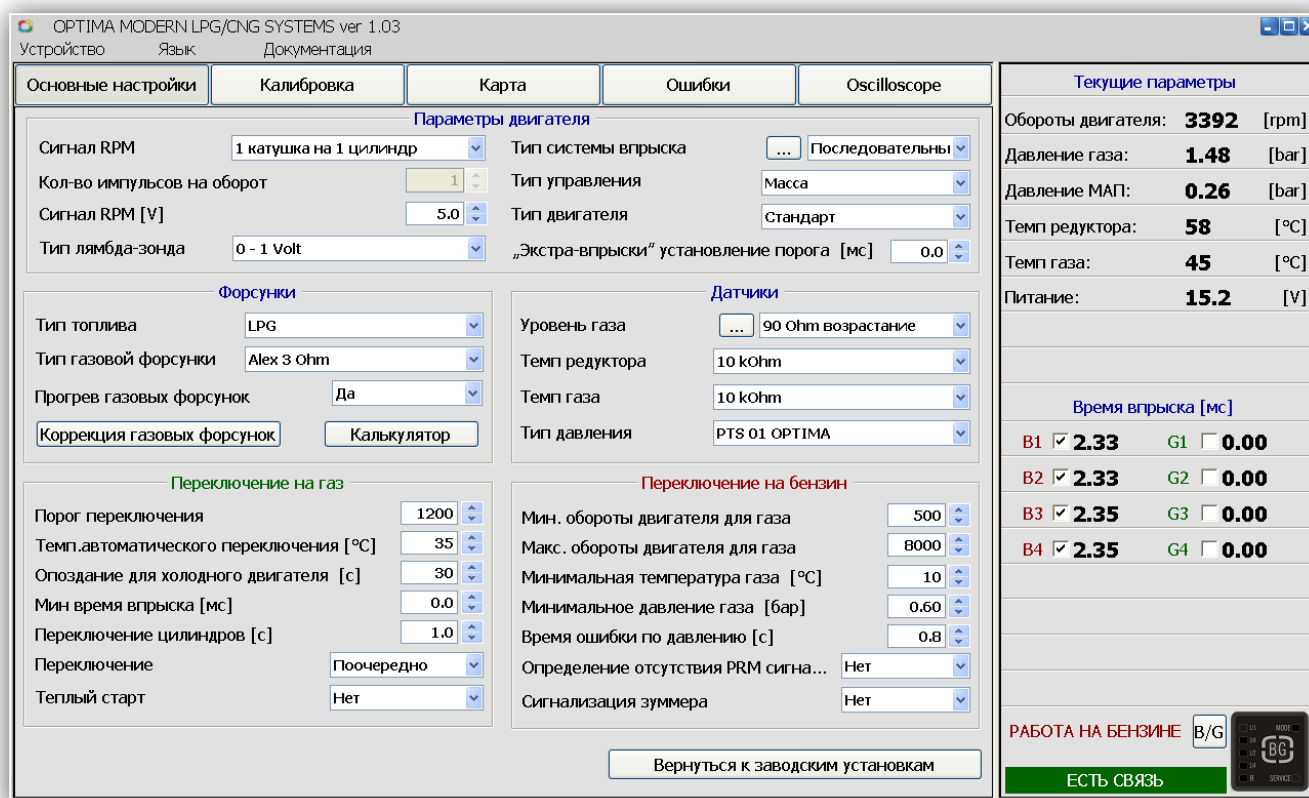 OPTIMA MODERN LPG/CNG SYSTEMS ver 1.03
Устройство Язык Документация
Основные настройки Калибровка Карта Ошибки Oscilloscope
Параметры двигателя
Сигнал RPM 1 катушка на 1 цилиндр
Кол-во импульсов на оборот 1
Сигнал RPM [V] 5.0
Тип лямбда-зонда 0 - 1 Volt
Тип системы впрыска ... Последовательны
Тип управления Масса
Тип двигателя Стандарт
„Экстра-впрыски" установление порога [мс] 0.0
Форсунки
Тип топлива LPG
Тип газовой форсунки Alex 3 Ohm
Прогрев газовых форсунок Да
Коррекция газовых форсунок Калькулятор
Датчики
Уровень газа ... 90 Ohm возрастание
Темп редуктора 10 kOhm
Темп газа 10 kOhm
Тип давления PTS 01 OPTIMA
Переключение на газ
Порог переключения 1200
Темп.автоматического переключения [°C] 35
Опоздание для холодного двигателя [с] 30
Мин время впрыска [мс] 0.0
Переключение цилиндров [с] 1.0
Переключение Поочередно
Теплый старт Нет
Переключение на бензин
Мин. обороты двигателя для газа 500
Макс. обороты двигателя для газа 8000
Минимальная температура газа [°C] 10
Минимальное давление газа [бар] 0.60
Время ошибки по давлению [с] 0.8
Определение отсутствия PRM сигна... Нет
Сигнализация зуммера Нет
Вернуться к заводским установкам
Текущие параметры
Обороты двигателя: 3392 [rpm]
Давление газа: 1.48 [bar]
Давление МАП: 0.26 [bar]
Темп редуктора: 58 [°C]
Темп газа: 45 [°C]
Питание: 15.2 [V]
Время впрыска [мс]
B1 2.33 G1 0.00
B2 2.33 G2 0.00
B3 2.35 G3 0.00
B4 2.35 G4 0.00
РАБОТА НА БЕНЗИНЕ B/G
1/1 MODE
3/4
1/2 BG
1/4
R SERVICE
ЕСТЬ СВЯЗЬ